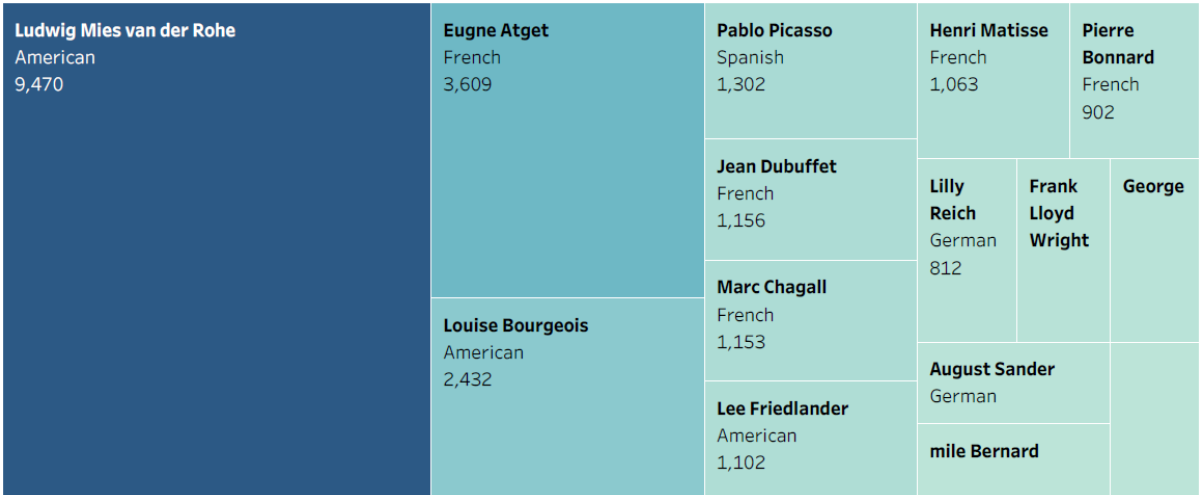 Ludwig Mies van der Rohe
American
9,470
Eugne Atget
French
3,609
Louise Bourgeois
American
2,432
Pablo Picasso
Spanish
1,302
Jean Dubuffet
French
1,156
Marc Chagall
French
1,153
Lee Friedlander
American
1,102
Henri Matisse
French
1,063
Pierre
Bonnard
French
902
Lilly
Reich
German
812
Frank
Lloyd
Wright
George
August Sander
German
mile Bernard